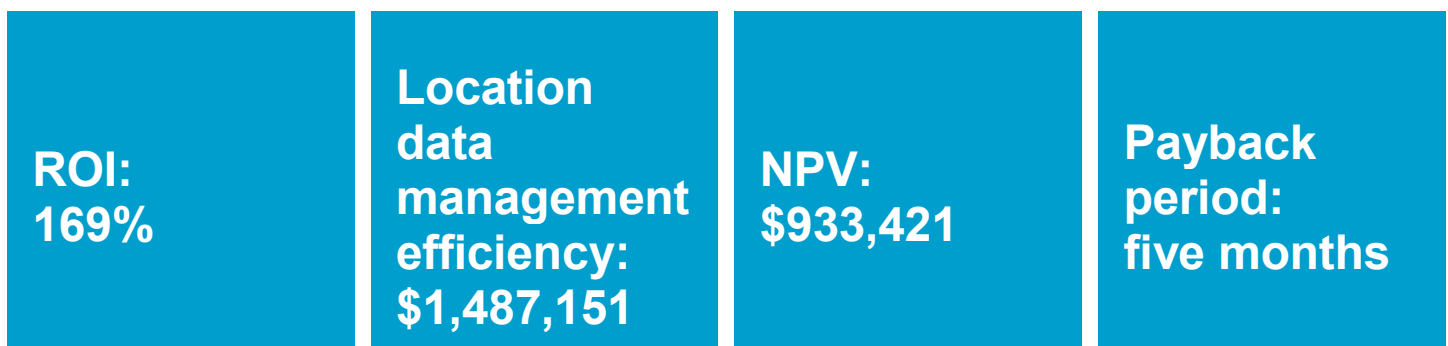 ROI:
169%
Location
data
management
efficiency:
$1,487,151
NPV:
$933,421
Payback
period:
five months